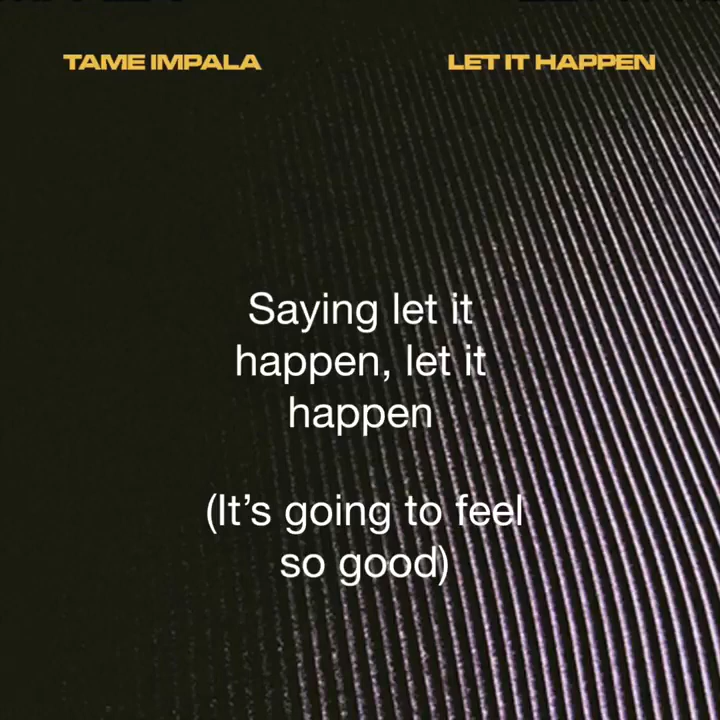 TAME IMPALA
LET IT HAPPEN
Saying let it
happen, let it
happen
(It’s going to feel
so good)